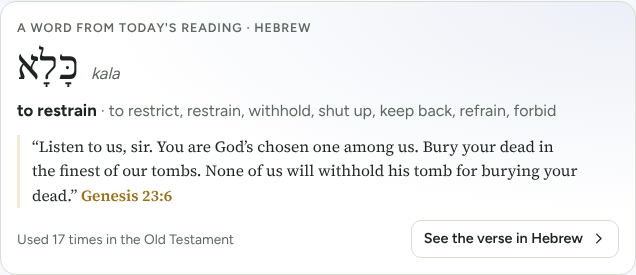 A WORD FROM TODAY'S READING · HEBREW
כָּלָא kala
to restrain · to restrict, restrain, withhold, shut up, keep back, refrain, forbid
“Listen to us, sir. You are God’s chosen one among us. Bury your dead in
the finest of our tombs. None of us will withhold his tomb for burying your
dead.” Genesis 23:6
Used 17 times in the Old Testament
See the verse in Hebrew